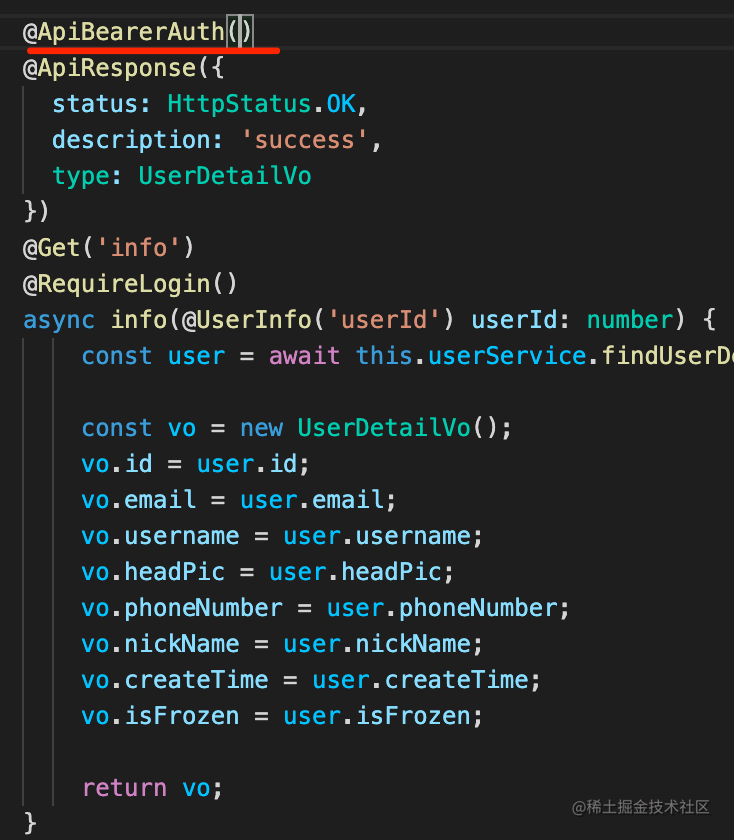 @ApiBearerAuth()
@ApiResponse({
  status: HttpStatus.OK,
  description: 'success',
  type: UserDetailVo
})
@Get('info')
@RequireLogin()
async info(@UserInfo('userId') userId: number) {
    const user = await this.userService.findUserD
    const vo = new UserDetailVo();
    vo.id = user.id;
    vo.email = user.email;
    vo.username = user.username;
    vo.headPic = user.headPic;
    vo.phoneNumber = user.phoneNumber;
    vo.nickName = user.nickName;
    vo.createTime = user.createTime;
    vo.isFrozen = user.isFrozen;
    return vo;
}
@稀土掘金技术社区